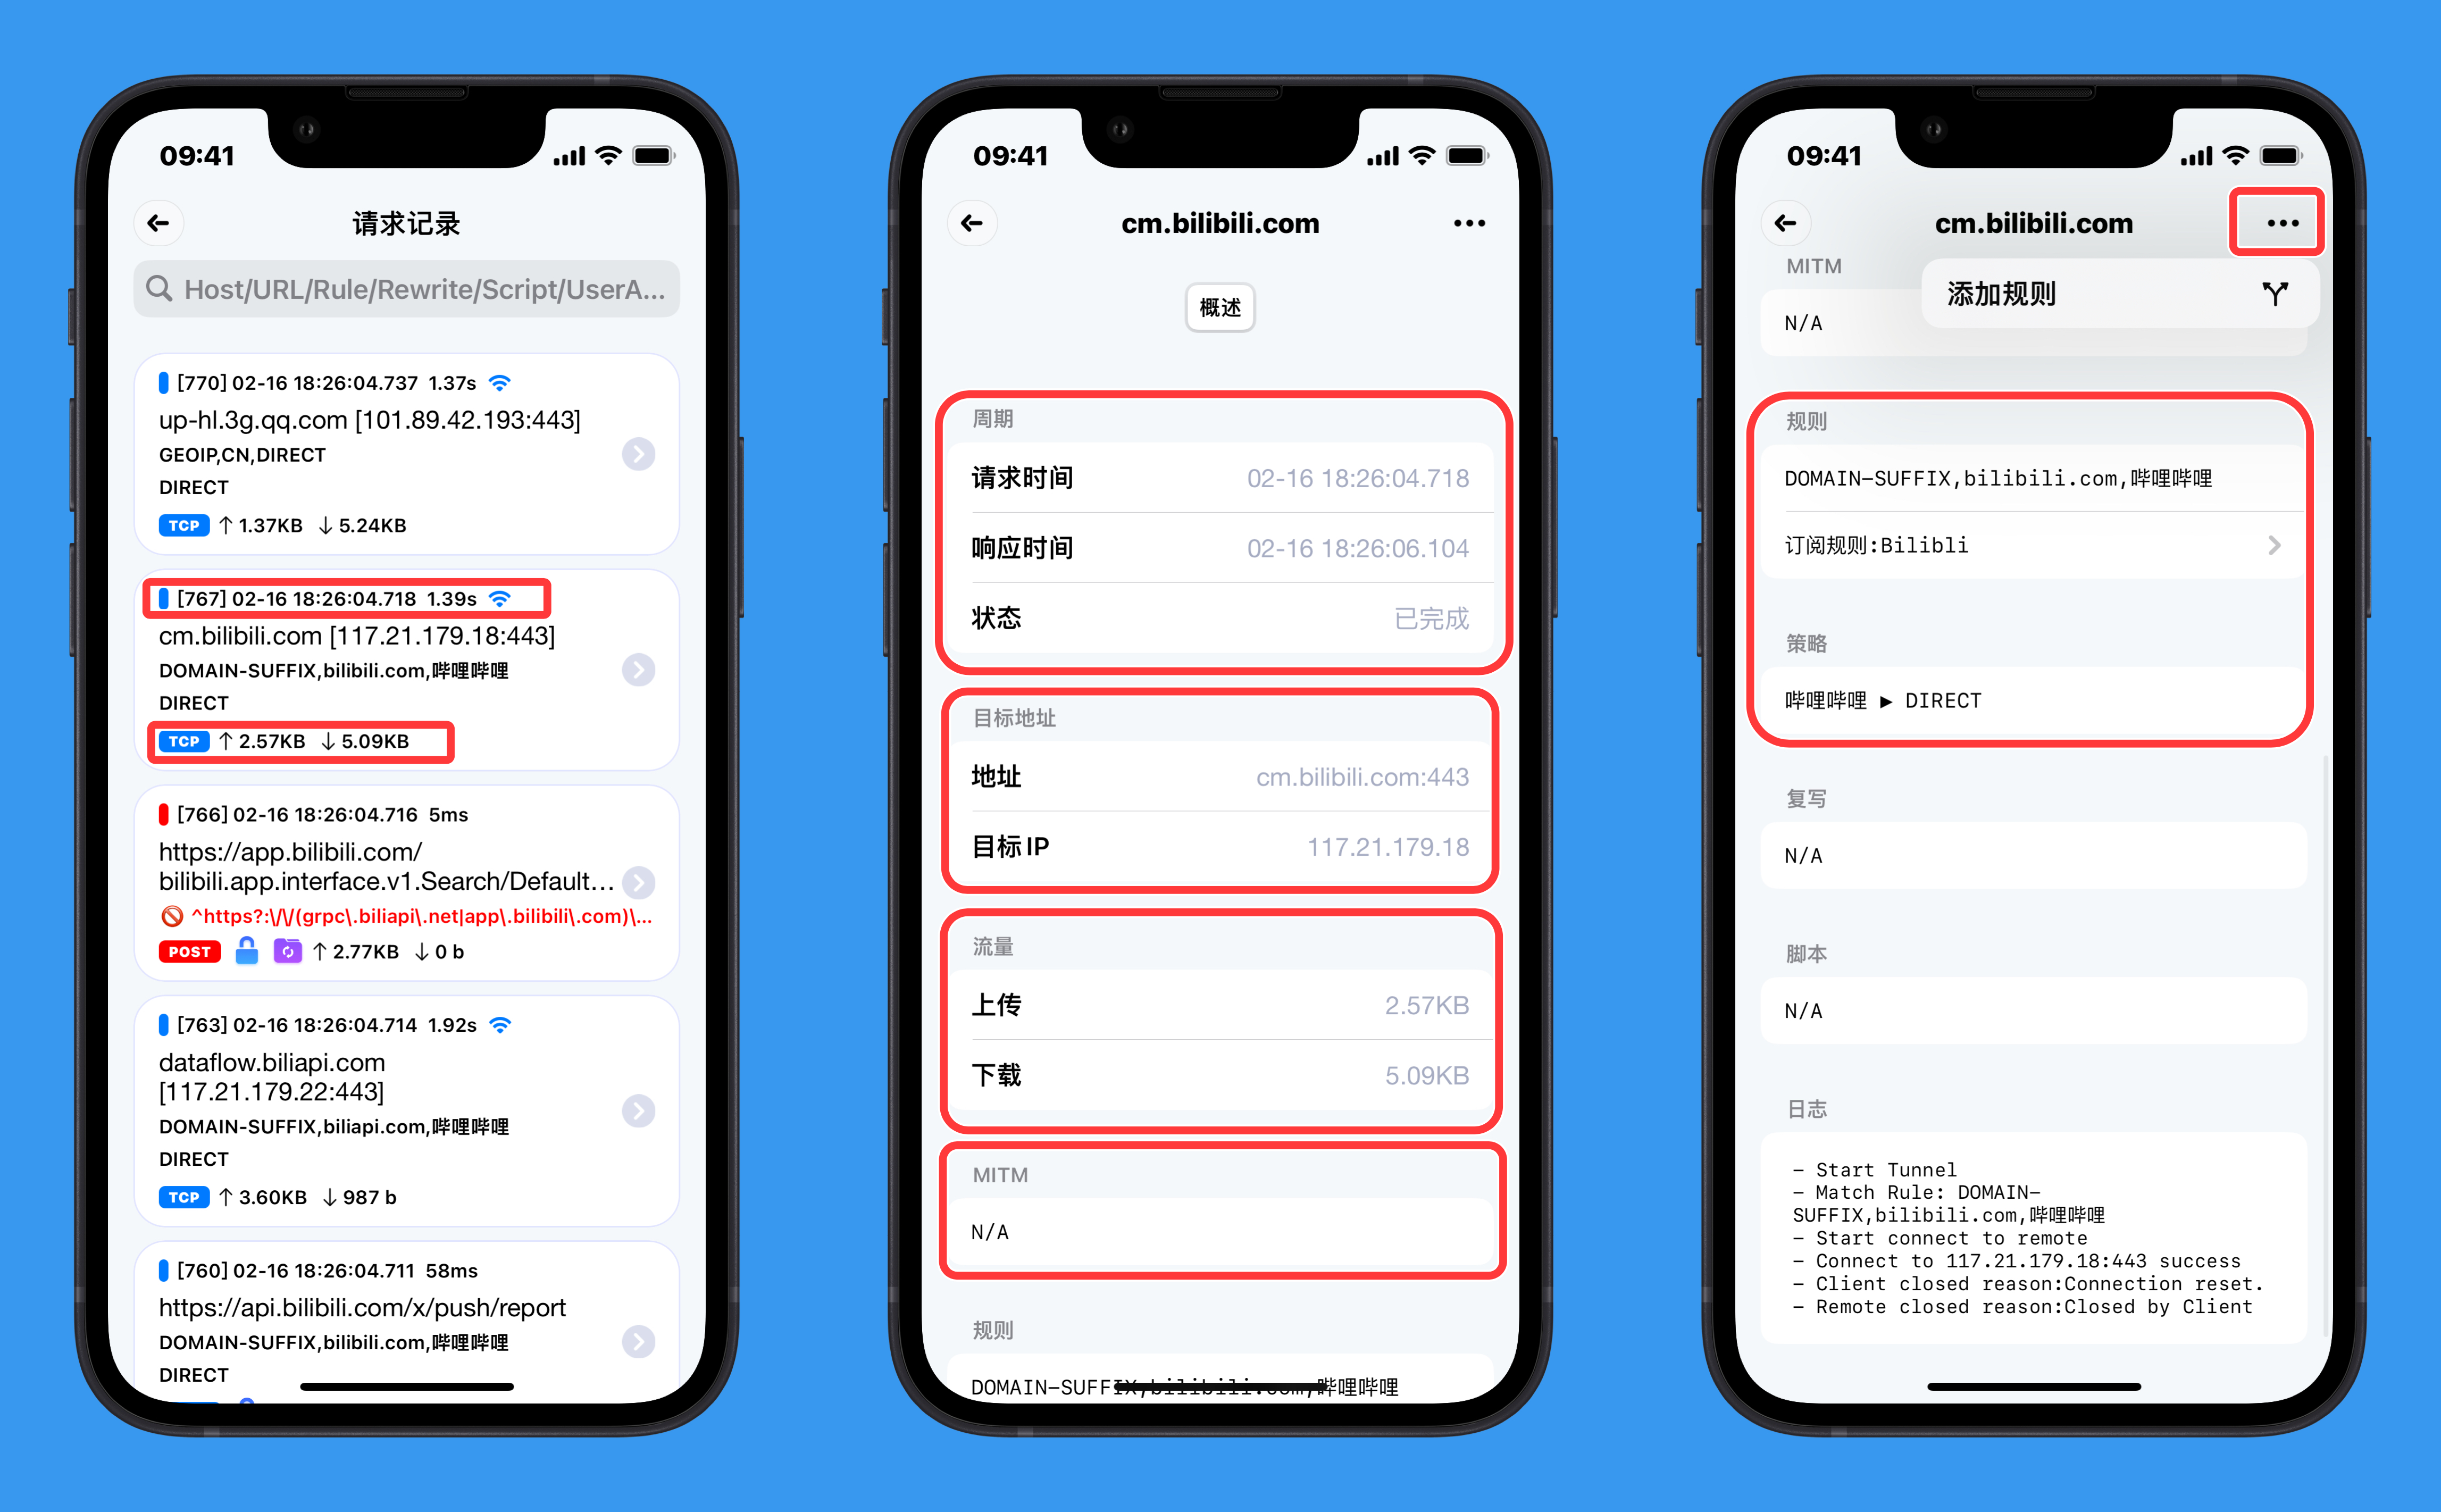 09:41
请求记录
Host/URL/Rule/Rewrite/Script/UserA...
[770] 02-16 18:26:04.737 1.37s
up-hl.3g.qq.com [101.89.42.193:443]
GEOIP,CN,DIRECT
DIRECT
TCP ↑ 1.37KB ↓ 5.24KB
[767] 02-16 18:26:04.718 1.39s
cm.bilibili.com [117.21.179.18:443]
DOMAIN-SUFFIX,bilibili.com,哔哩哔哩
DIRECT
TCP ↑ 2.57KB ↓ 5.09KB
[766] 02-16 18:26:04.716 5ms
https://app.bilibili.com/
bilibili.app.interface.v1.Search/Default...
^https?:\/\/(grpc\.biliapi\.net|app\.bilibili\.com)\...
POST ↑ 2.77KB ↓ 0 b
[763] 02-16 18:26:04.714 1.92s
dataflow.biliapi.com
[117.21.179.22:443]
DOMAIN-SUFFIX,biliapi.com,哔哩哔哩
DIRECT
TCP ↑ 3.60KB ↓ 987 b
[760] 02-16 18:26:04.711 58ms
https://api.bilibili.com/x/push/report
DOMAIN-SUFFIX,bilibili.com,哔哩哔哩
DIRECT
09:41
cm.bilibili.com
概述
周期
请求时间 02-16 18:26:04.718
响应时间 02-16 18:26:06.104
状态 已完成
目标地址
地址 cm.bilibili.com:443
目标IP 117.21.179.18
流量
上传 2.57KB
下载 5.09KB
MITM
N/A
规则
DOMAIN-SUFFIX,bilibili.com,哔哩哔哩
09:41
cm.bilibili.com
MITM
添加规则
N/A
规则
DOMAIN-SUFFIX,bilibili.com,哔哩哔哩
订阅规则:Bilibli
策略
哔哩哔哩 ▶ DIRECT
复写
N/A
脚本
N/A
日志
- Start Tunnel
- Match Rule: DOMAIN-
SUFFIX,bilibili.com,哔哩哔哩
- Start connect to remote
- Connect to 117.21.179.18:443 success
- Client closed reason:Connection reset.
- Remote closed reason:Closed by Client